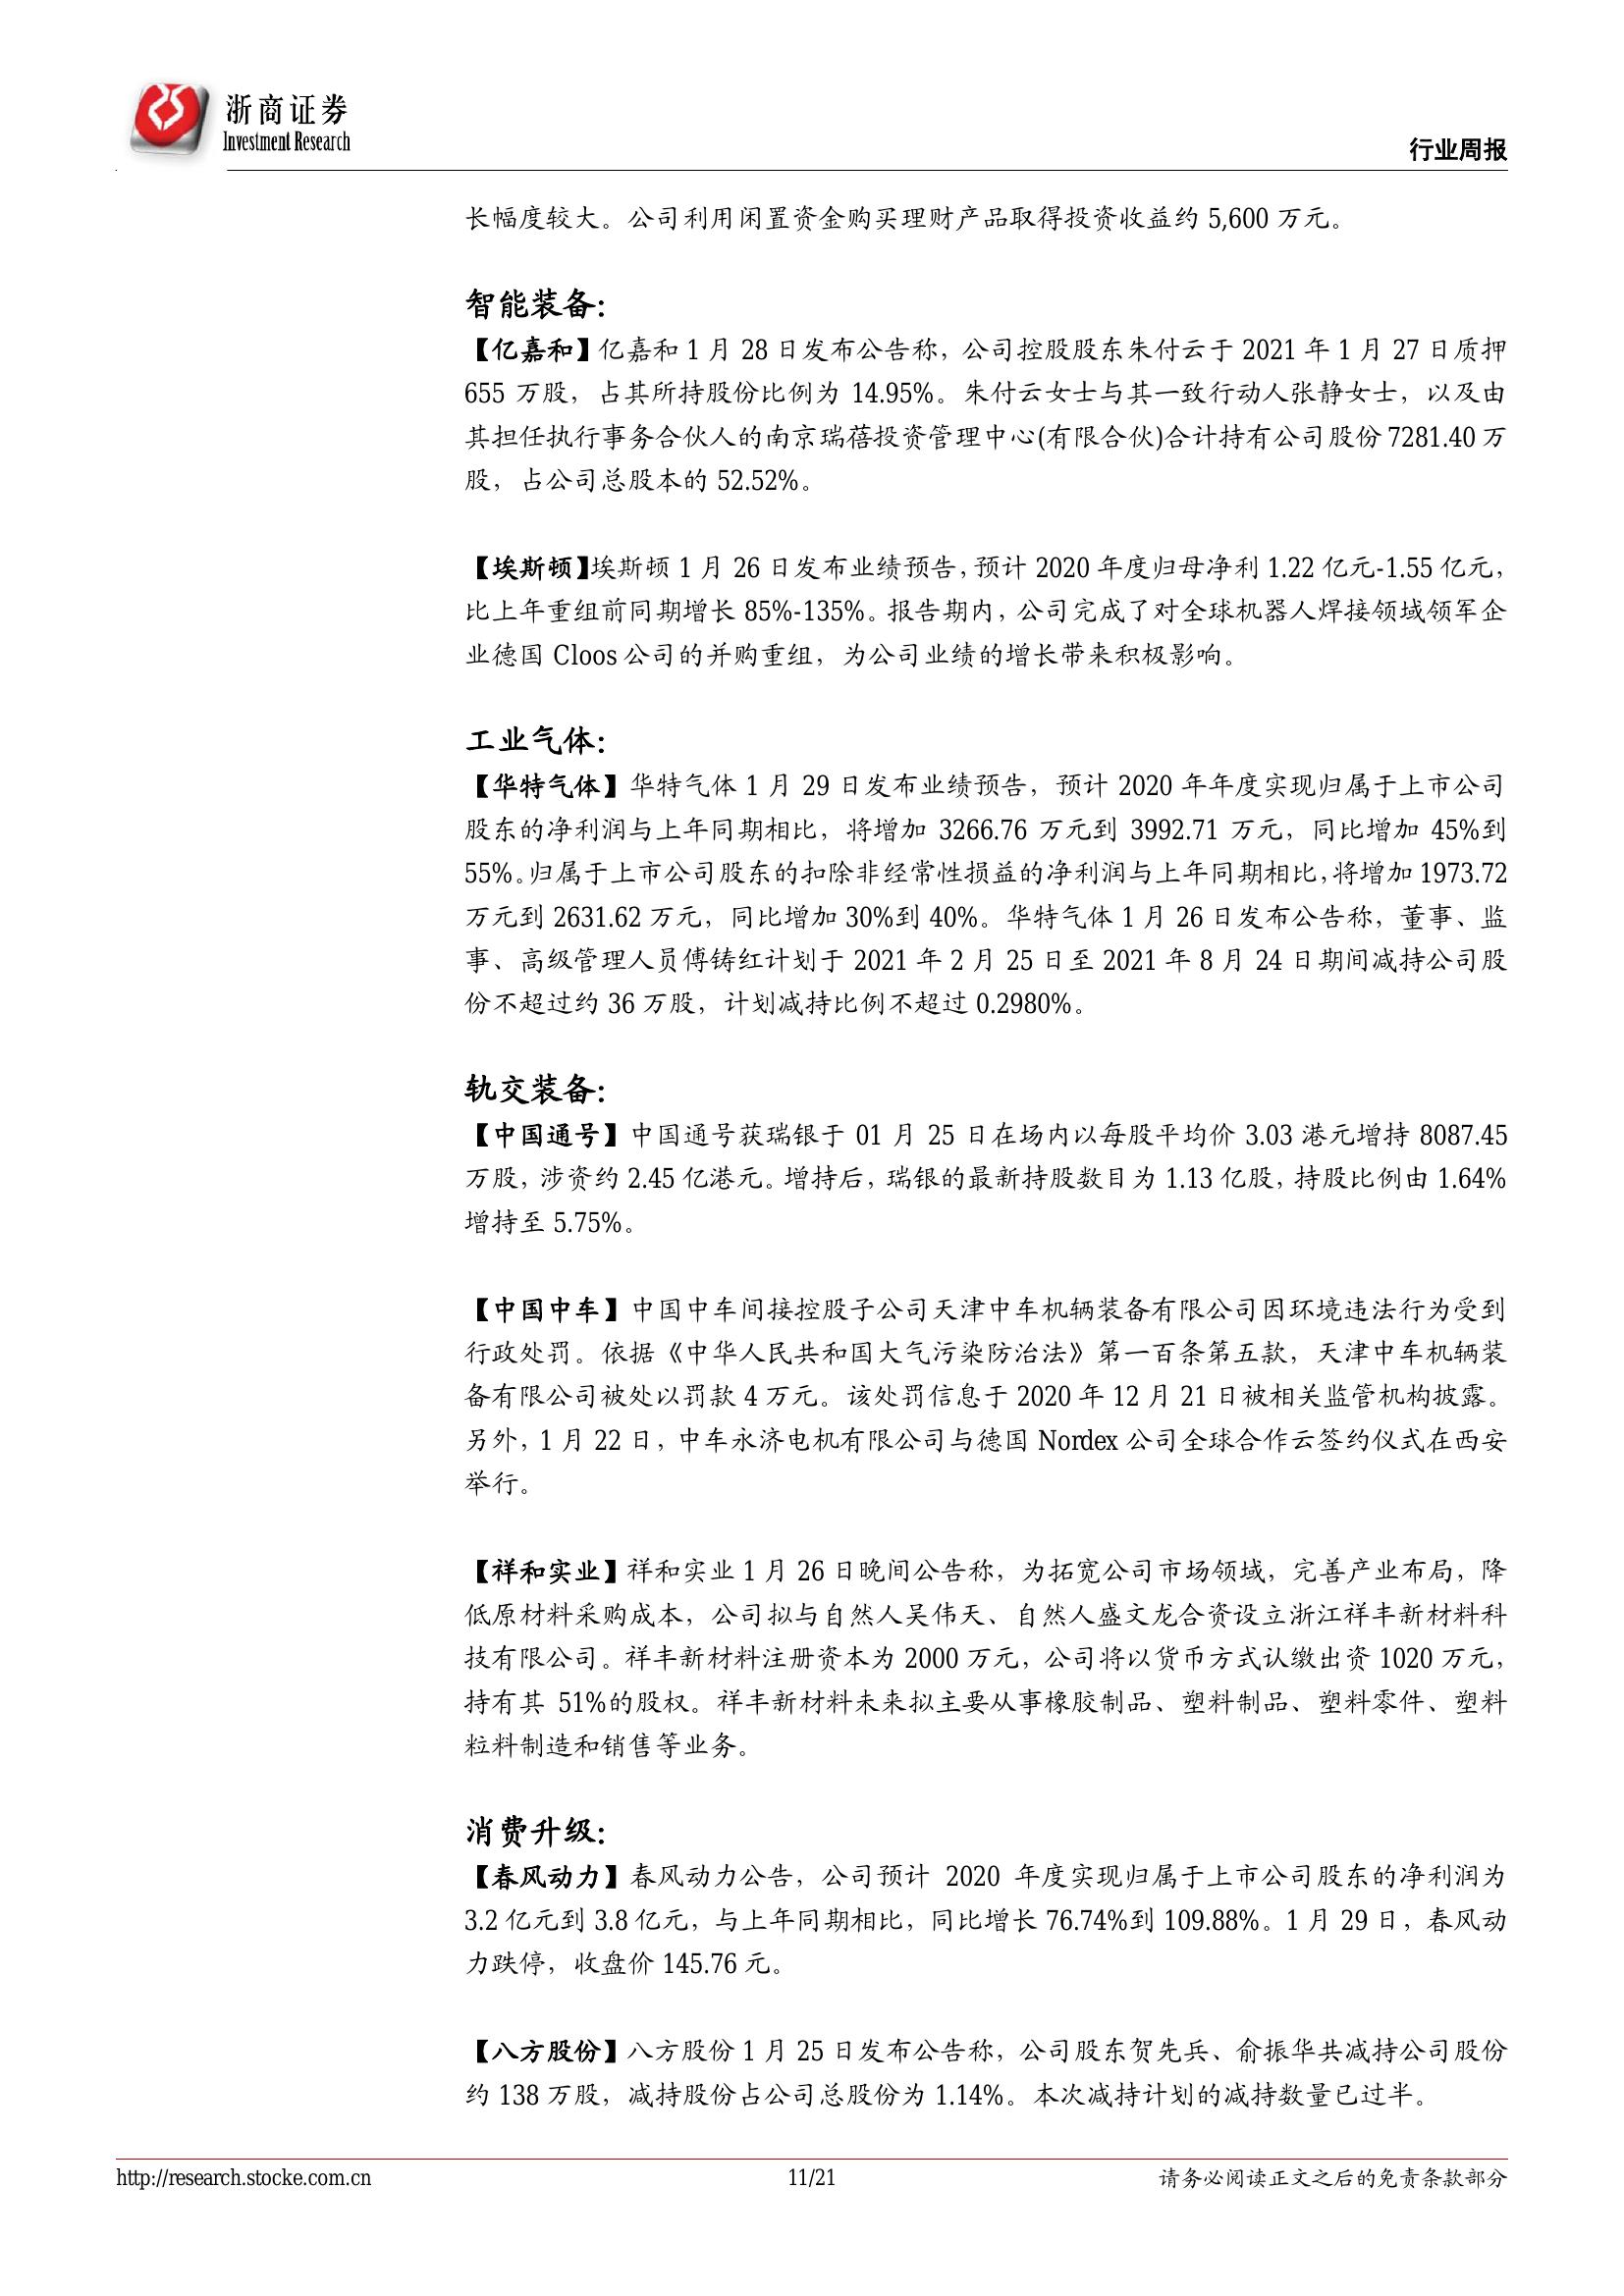 浙商证券
Investment Research
行业周报
长幅度较大。公司利用闲置资金购买理财产品取得投资收益约 5,600 万元。
智能装备：
【亿嘉和】亿嘉和 1 月 28 日发布公告称，公司控股股东朱付云于 2021 年 1 月 27 日质押
655 万股，占其所持股份比例为 14.95%。朱付云女士与其一致行动人张静女士，以及由
其担任执行事务合伙人的南京瑞蓓投资管理中心(有限合伙)合计持有公司股份 7281.40 万
股，占公司总股本的 52.52%。
【埃斯顿】埃斯顿 1 月 26 日发布业绩预告，预计 2020 年度归母净利 1.22 亿元-1.55 亿元，
比上年重组前同期增长 85%-135%。报告期内，公司完成了对全球机器人焊接领域领军企
业德国 Cloos 公司的并购重组，为公司业绩的增长带来积极影响。
工业气体：
【华特气体】华特气体 1 月 29 日发布业绩预告，预计 2020 年年度实现归属于上市公司
股东的净利润与上年同期相比，将增加 3266.76 万元到 3992.71 万元，同比增加 45%到
55%。归属于上市公司股东的扣除非经常性损益的净利润与上年同期相比，将增加 1973.72
万元到 2631.62 万元，同比增加 30%到 40%。华特气体 1 月 26 日发布公告称，董事、监
事、高级管理人员傅铸红计划于 2021 年 2 月 25 日至 2021 年 8 月 24 日期间减持公司股
份不超过约 36 万股，计划减持比例不超过 0.2980%。
轨交装备：
【中国通号】中国通号获瑞银于 01 月 25 日在场内以每股平均价 3.03 港元增持 8087.45
万股，涉资约 2.45 亿港元。增持后，瑞银的最新持股数目为 1.13 亿股，持股比例由 1.64%
增持至 5.75%。
【中国中车】中国中车间接控股子公司天津中车机辆装备有限公司因环境违法行为受到
行政处罚。依据《中华人民共和国大气污染防治法》第一百条第五款，天津中车机辆装
备有限公司被处以罚款 4 万元。该处罚信息于 2020 年 12 月 21 日被相关监管机构披露。
另外，1 月 22 日，中车永济电机有限公司与德国 Nordex 公司全球合作云签约仪式在西安
举行。
【祥和实业】祥和实业 1 月 26 日晚间公告称，为拓宽公司市场领域，完善产业布局，降
低原材料采购成本，公司拟与自然人吴伟天、自然人盛文龙合资设立浙江祥丰新材料科
技有限公司。祥丰新材料注册资本为 2000 万元，公司将以货币方式认缴出资 1020 万元，
持有其 51%的股权。祥丰新材料未来拟主要从事橡胶制品、塑料制品、塑料零件、塑料
粒料制造和销售等业务。
消费升级：
【春风动力】春风动力公告，公司预计 2020 年度实现归属于上市公司股东的净利润为
3.2 亿元到 3.8 亿元，与上年同期相比，同比增长 76.74%到 109.88%。1 月 29 日，春风动
力跌停，收盘价 145.76 元。
【八方股份】八方股份 1 月 25 日发布公告称，公司股东贺先兵、俞振华共减持公司股份
约 138 万股，减持股份占公司总股份为 1.14%。本次减持计划的减持数量已过半。
http://research.stocke.com.cn
11/21
请务必阅读正文之后的免责条款部分